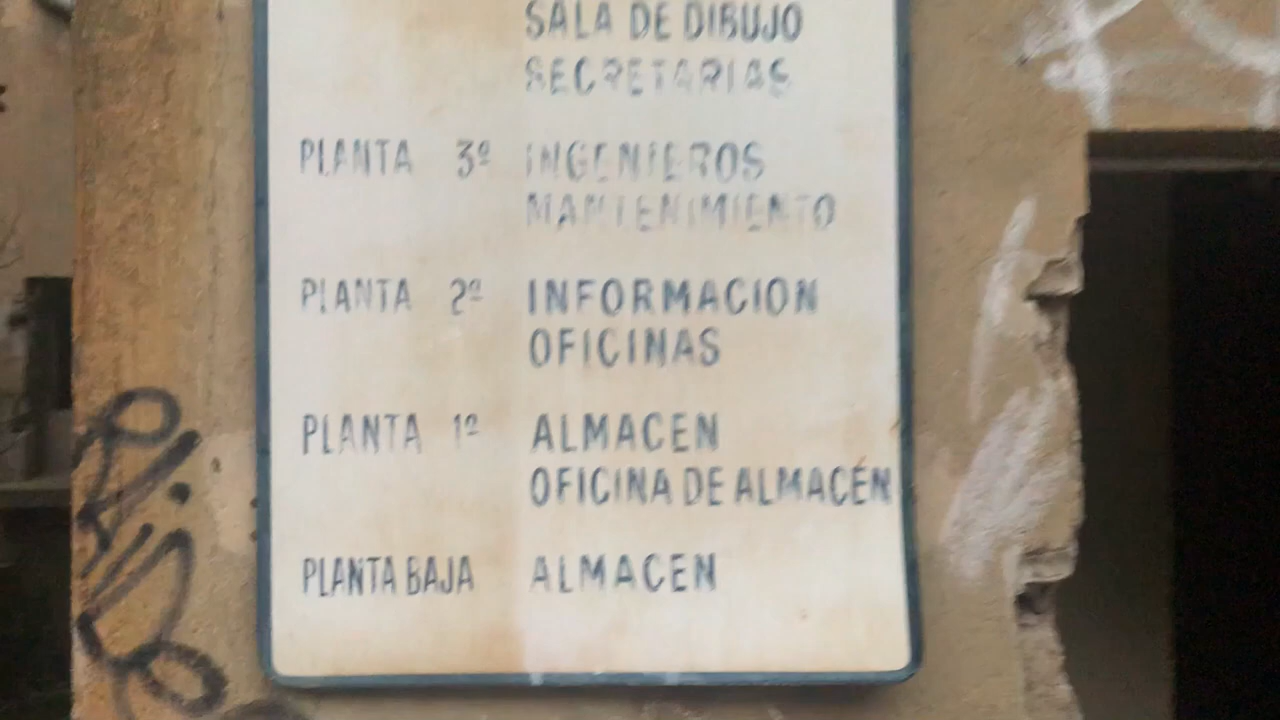 SALA DE DIBUJO
SECRETARIAS
PLANTA 3º INGENIEROS
MANTENIMIENTO
PLANTA 2º INFORMACION
OFICINAS
PLANTA 1º ALMACEN
OFICINA DE ALMACÉN
PLANTA BAJA ALMACEN